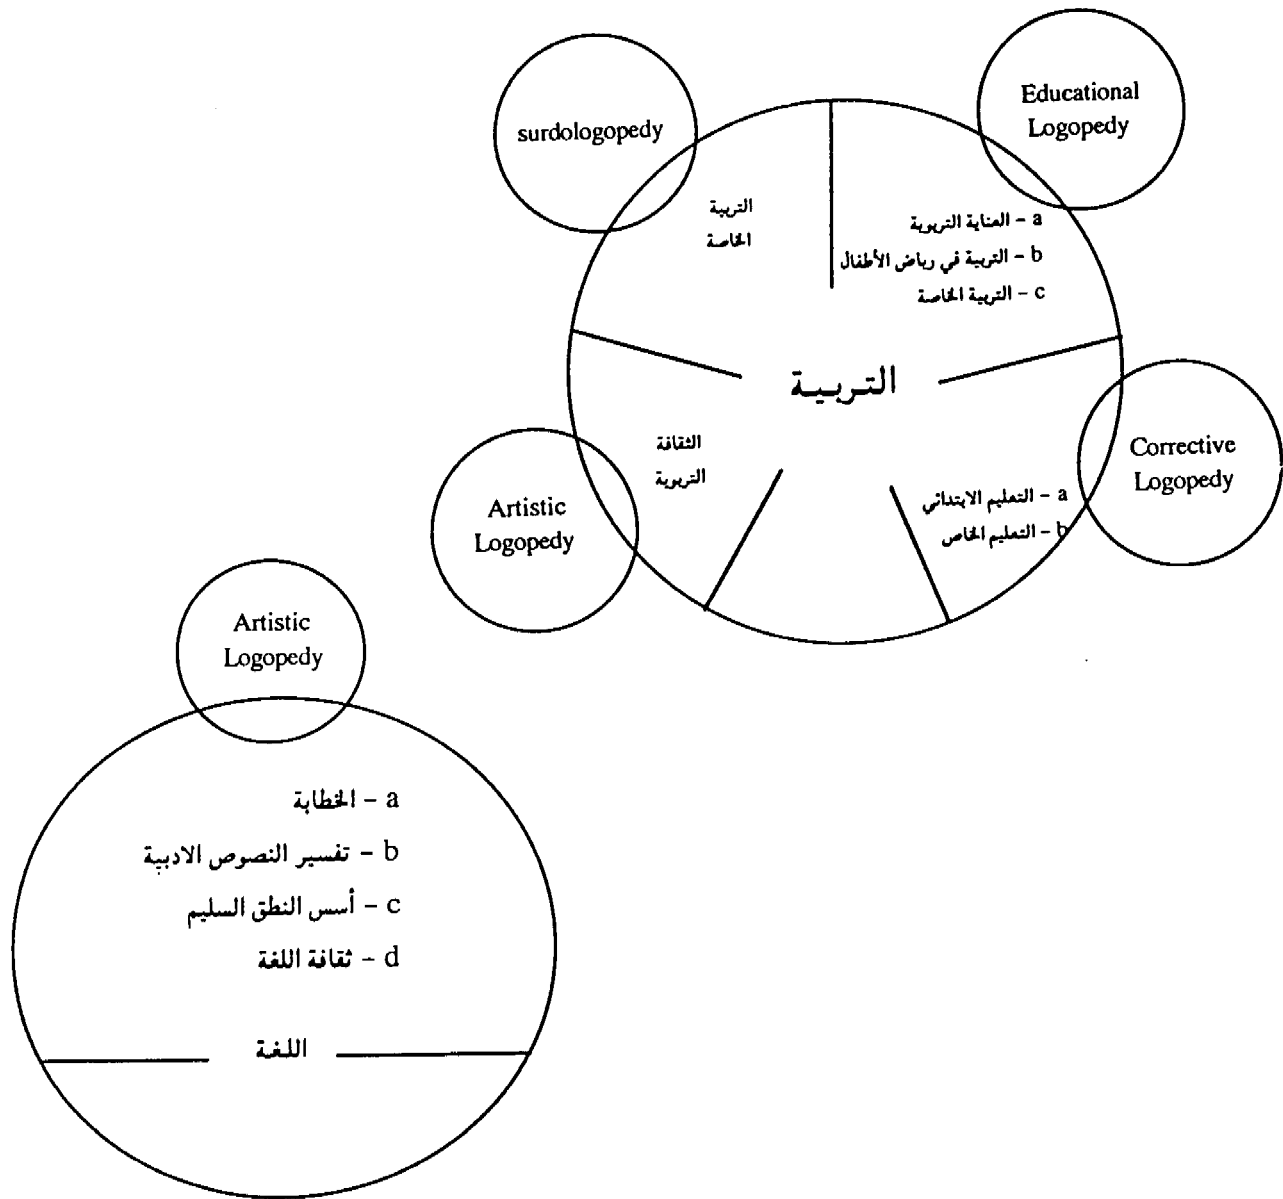 surdologopedy
Educational
Logopedy
التربية
الخاصة
a - العناية التربوية
b - التربية في رياض الأطفال
c - التربية الخاصة
التربية
Corrective
Logopedy
a - التعليم الابتدائي
b - التعليم الخاص
الثقافة
التربوية
Artistic
Logopedy
Artistic
Logopedy
a - الخطابة
b - تفسير النصوص الادبية
c - أسس النطق السليم
d - ثقافة اللغة
اللغة